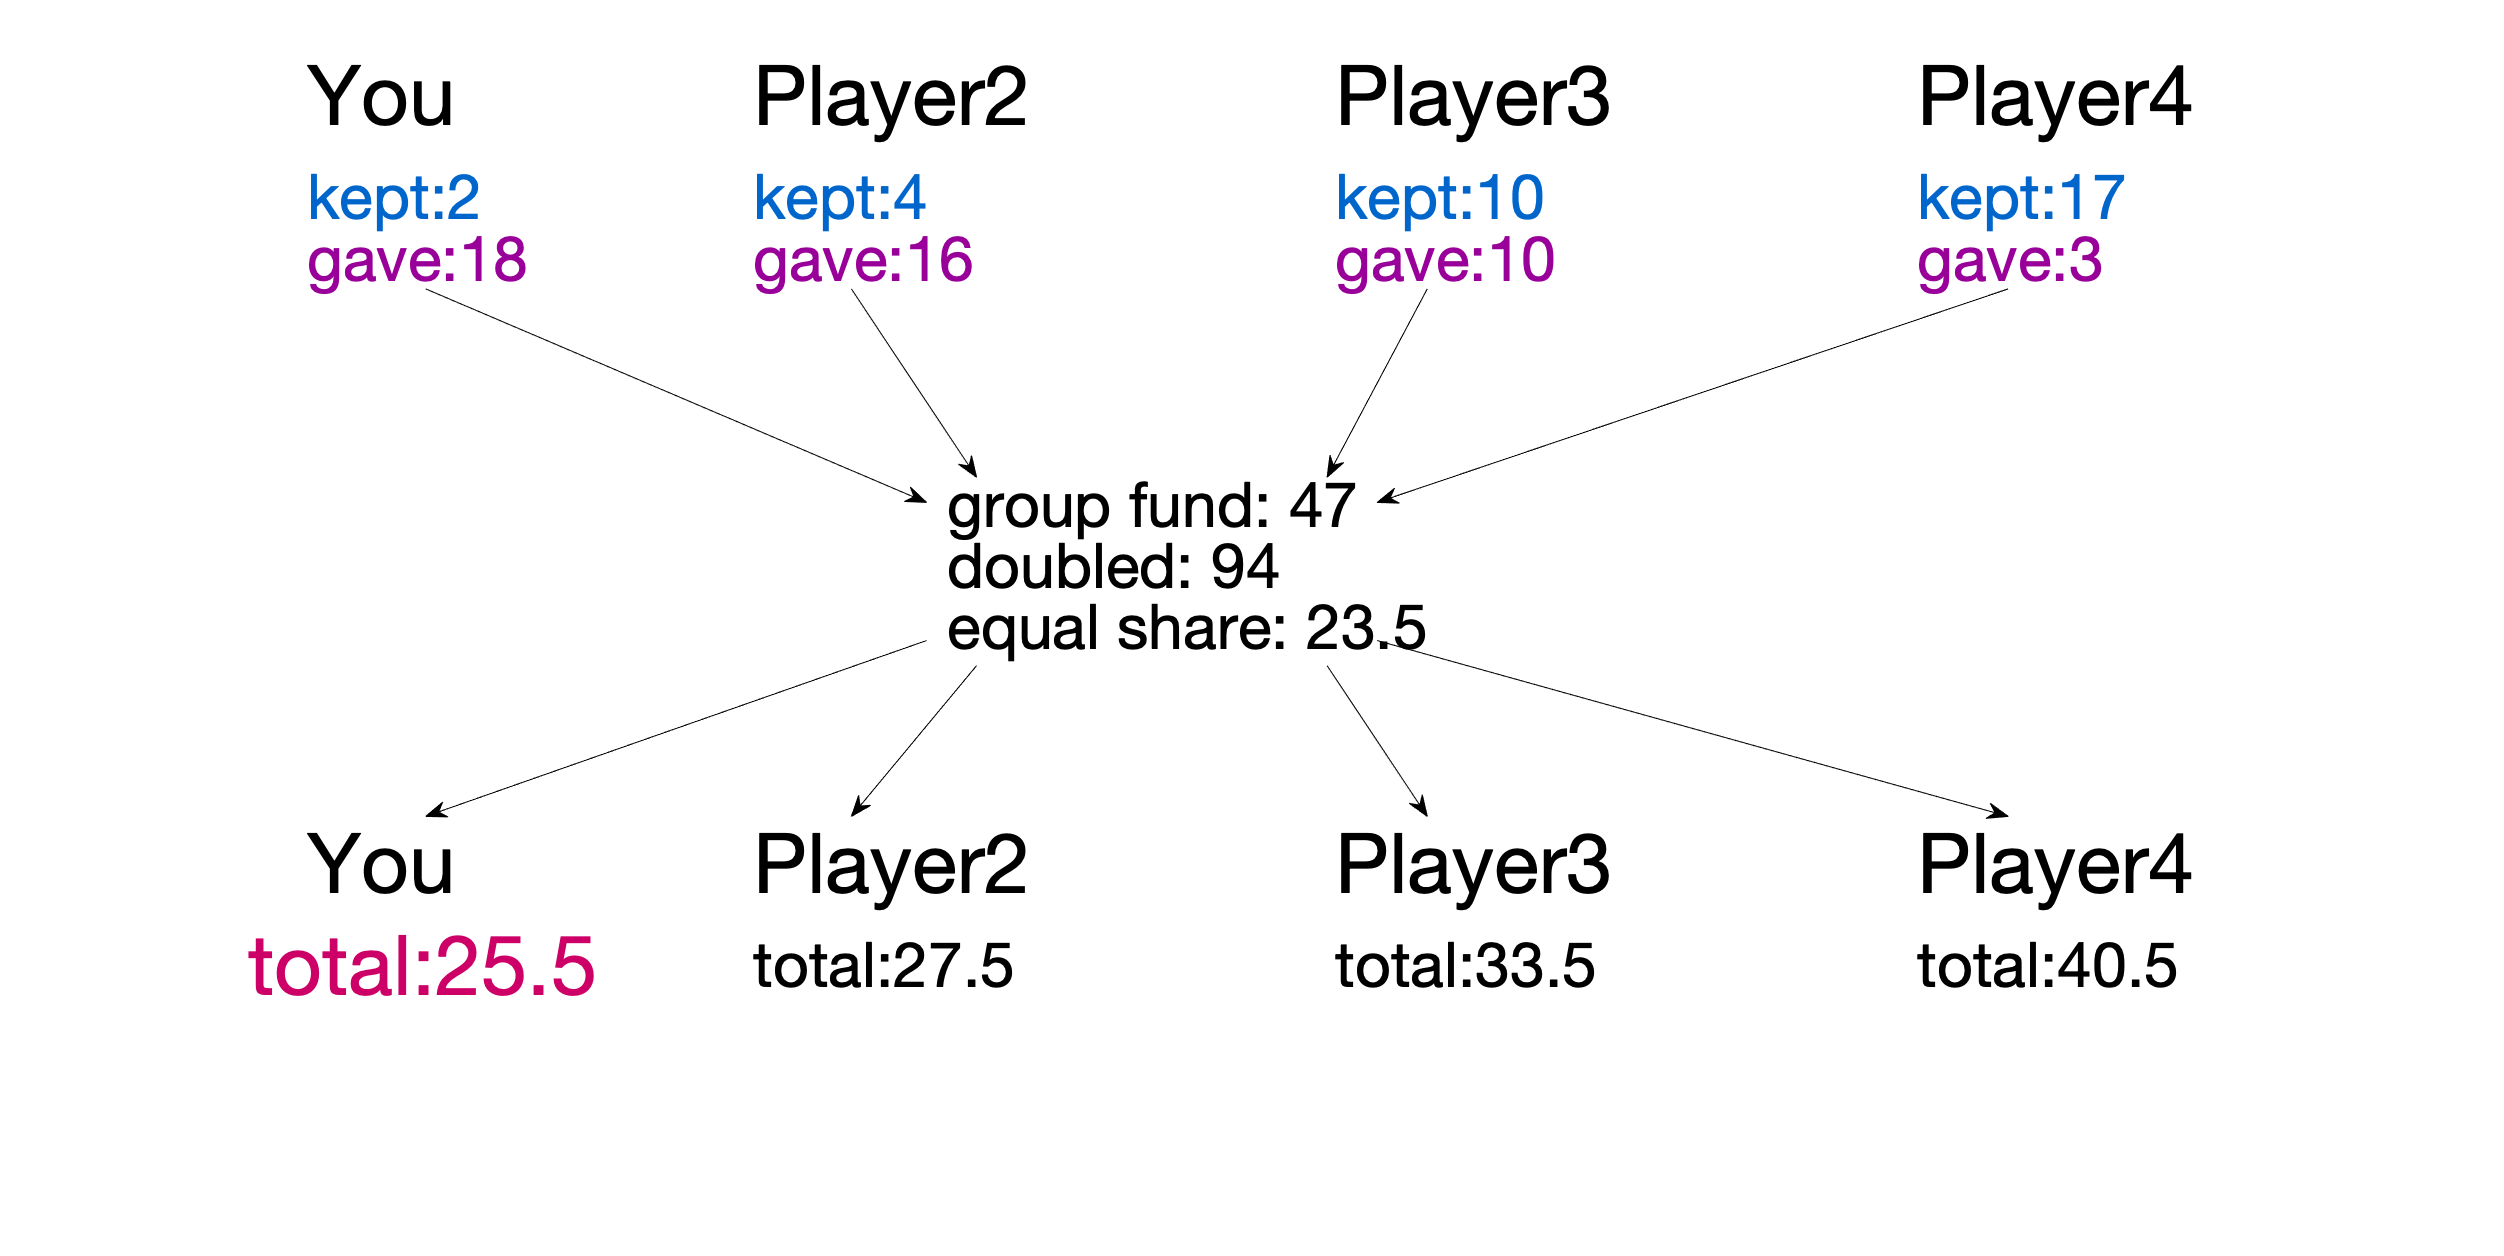 You Player2 Player3 Player4
kept:2 kept:4 kept:10 kept:17
gave:18 gave:16 gave:10 gave:3
group fund: 47
doubled: 94
equal share: 23.5
You Player2 Player3 Player4
total:25.5 total:27.5 total:33.5 total:40.5